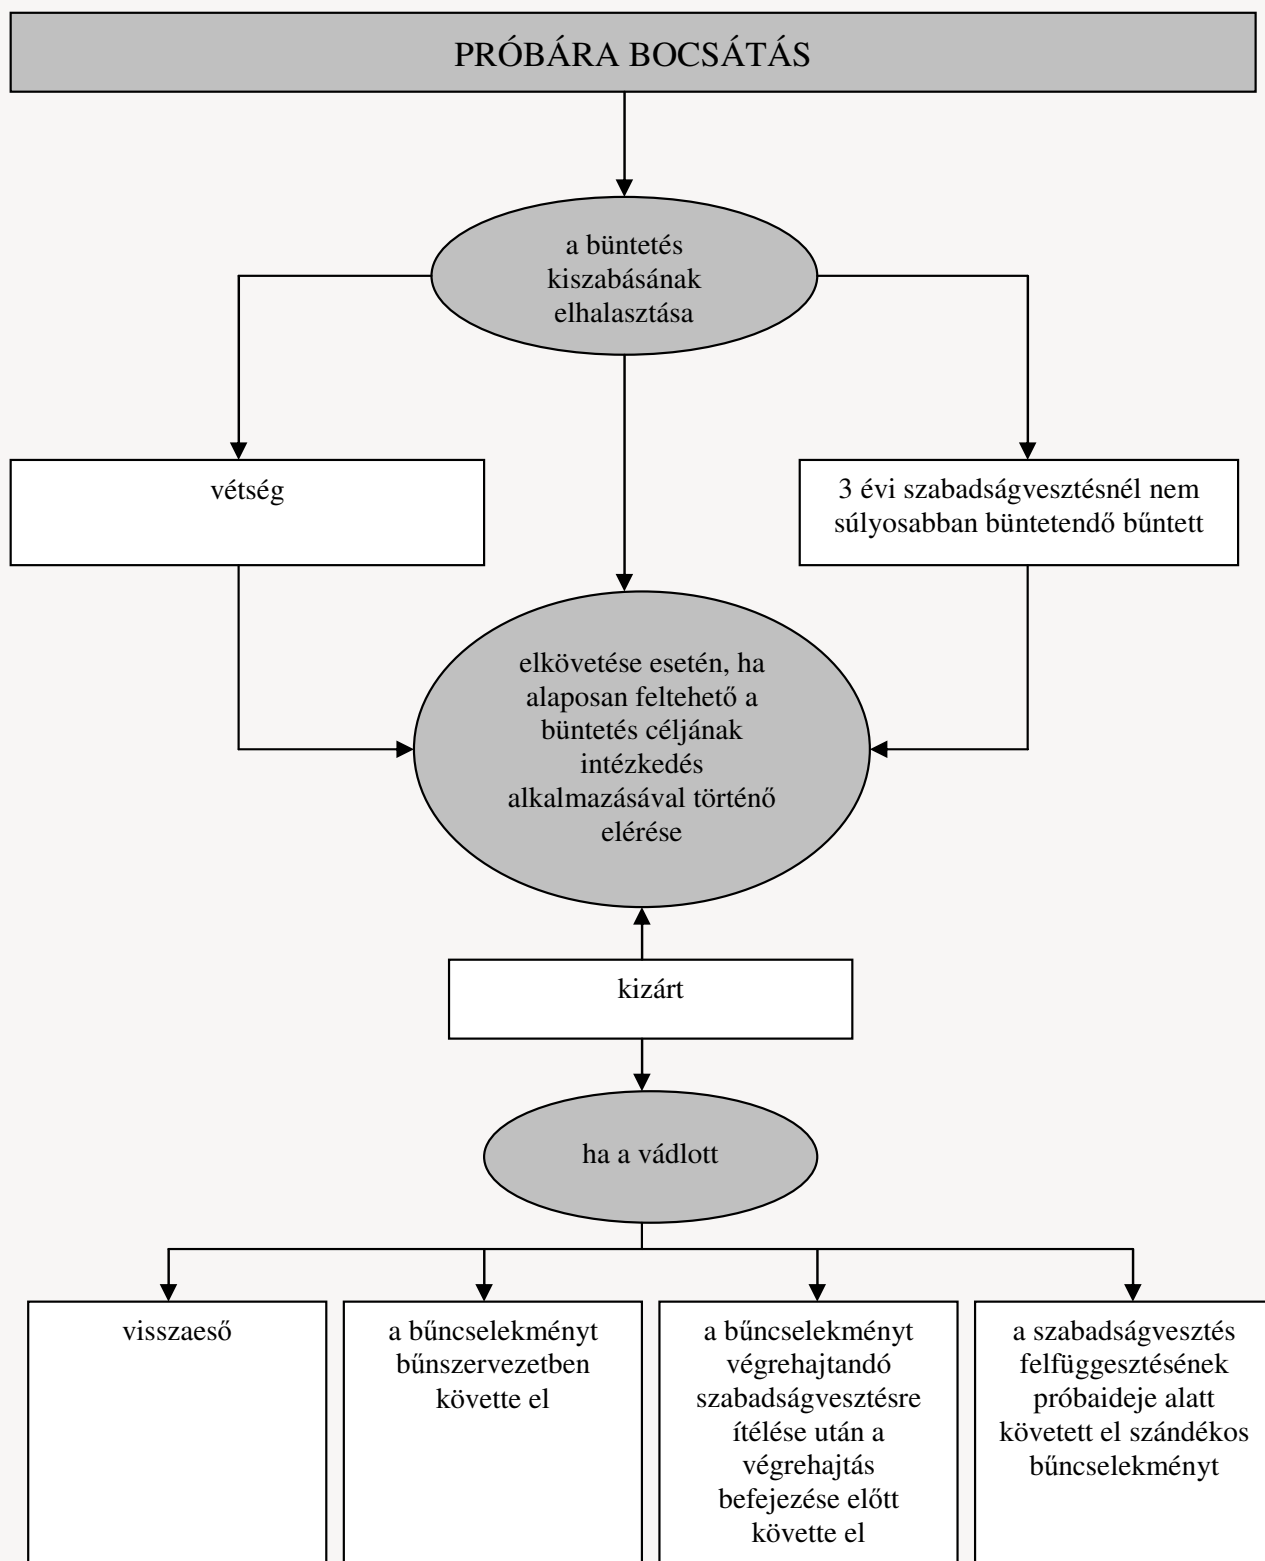 PRÓBÁRA BOCSÁTÁS
a büntetés
kiszabásának
elhalasztása
vétség
3 évi szabadságvesztésnél nem
súlyosabban büntetendő bűntett
elkövetése esetén, ha
alaposan feltehető a
büntetés céljának
intézkedés
alkalmazásával történő
elérése
kizárt
ha a vádlott
visszaeső
a bűncselekményt
bűnszervezetben
követte el
a bűncselekményt
végrehajtandó
szabadságvesztésre
ítélése után a
végrehajtás
befejezése előtt
követte el
a szabadságvesztés
felfüggesztésének
próbaideje alatt
követett el szándékos
bűncselekményt